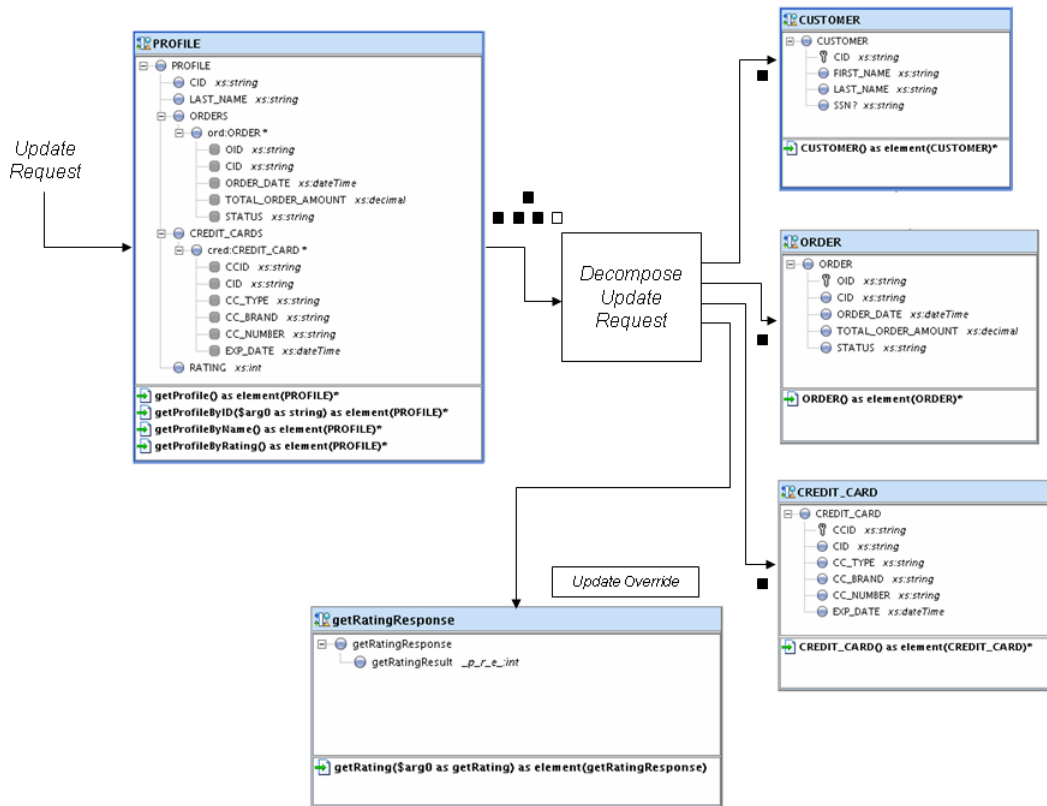 Update
Request
PROFILE
PROFILE
CID xs:string
LAST_NAME xs:string
ORDERS
ord:ORDER *
OID xs:string
CID xs:string
ORDER_DATE xs:dateTime
TOTAL_ORDER_AMOUNT xs:decimal
STATUS xs:string
CREDIT_CARDS
cred:CREDIT_CARD *
CCID xs:string
CID xs:string
CC_TYPE xs:string
CC_BRAND xs:string
CC_NUMBER xs:string
EXP_DATE xs:dateTime
RATING xs:int
getProfile() as element(PROFILE)*
getProfileByID($arg0 as string) as element(PROFILE)*
getProfileByName() as element(PROFILE)*
getProfileByRating() as element(PROFILE)*
Decompose
Update
Request
CUSTOMER
CUSTOMER
CID xs:string
FIRST_NAME xs:string
LAST_NAME xs:string
SSN ? xs:string
CUSTOMER() as element(CUSTOMER)*
ORDER
ORDER
OID xs:string
CID xs:string
ORDER_DATE xs:dateTime
TOTAL_ORDER_AMOUNT xs:decimal
STATUS xs:string
ORDER() as element(ORDER)*
CREDIT_CARD
CREDIT_CARD
CCID xs:string
CID xs:string
CC_TYPE xs:string
CC_BRAND xs:string
CC_NUMBER xs:string
EXP_DATE xs:dateTime
CREDIT_CARD() as element(CREDIT_CARD)*
Update Override
getRatingResponse
getRatingResponse
getRatingResult _p_r_e_:int
getRating($arg0 as getRating) as element(getRatingResponse)